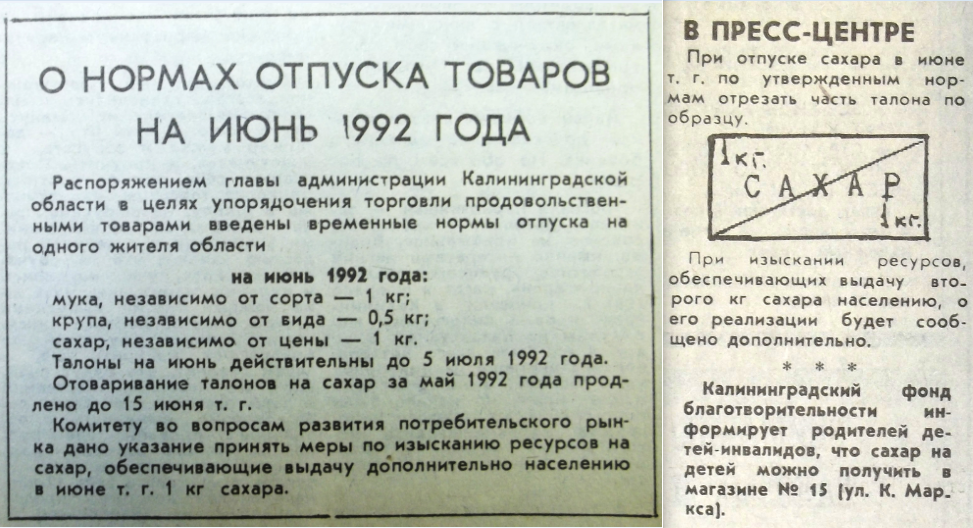 О НОРМАХ ОТПУСКА ТОВАРОВ
НА ИЮНЬ 1992 ГОДА
Распоряжением главы администрации Калининградской
области в целях упорядочения торговли продовольствен-
ными товарами введены временные нормы отпуска на
одного жителя области
на июнь 1992 года:
мука, независимо от сорта — 1 кг;
крупа, независимо от вида — 0,5 кг;
сахар, независимо от цены — 1 кг.
Талоны на июнь действительны до 5 июля 1992 года.
Отоваривание талонов на сахар за май 1992 года прод-
лено до 15 июня т. г.
Комитету во вопросам развития потребительского рын-
ка дано указание принять меры по изысканию ресурсов на
сахар, обеспечивающие выдачу дополнительно населению
в июне т. г. 1 кг сахара.
В ПРЕСС-ЦЕНТРЕ
При отпуске сахара в июне
т. г. по утвержденным нор-
мам отрезать часть талона по
образцу.
1 кг.
САХАР
1 кг.
При изыскании ресурсов,
обеспечивающих выдачу вто-
рого кг сахара населению, о
его реализации будет сооб-
щено дополнительно.
* * *
Калининградский фонд
благотворительности ин-
формирует родителей де-
тей-инвалидов, что сахар на
детей можно получить в
магазине № 15 (ул. К. Мар-
кса).